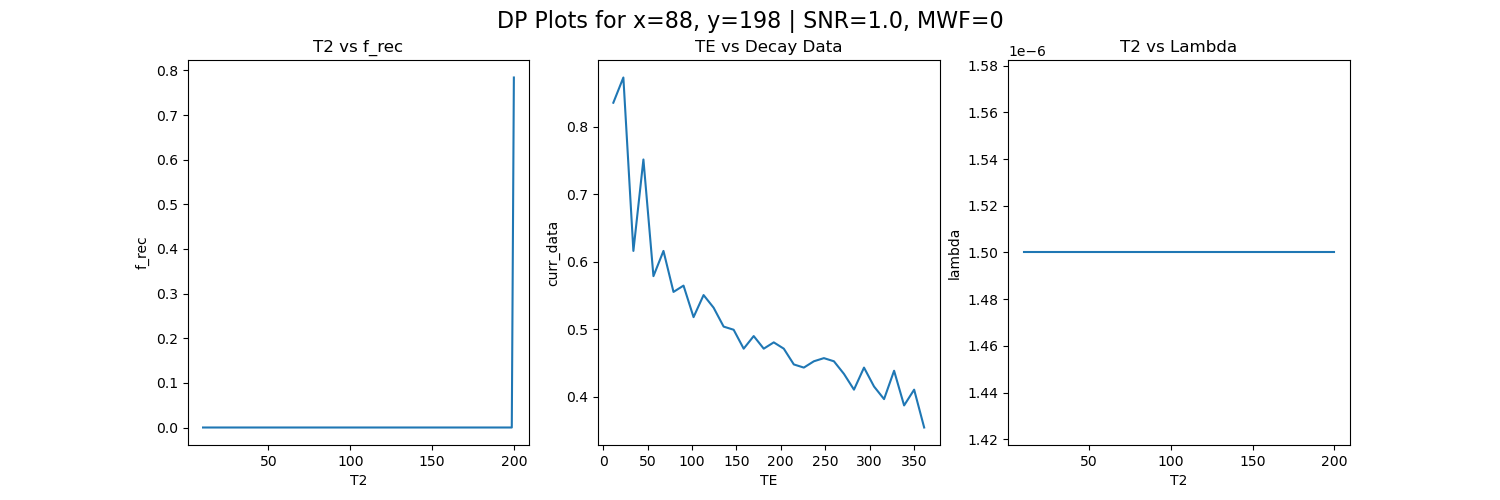 DP Plots for x=88, y=198 | SNR=1.0, MWF=0
T2 vs f_rec
0.8
0.7
0.6
0.5
0.4
0.3
0.2
0.1
0.0
f_rec
50 100 150 200
T2
TE vs Decay Data
0.8
0.7
0.6
0.5
0.4
curr_data
0 50 100 150 200 250 300 350
TE
T2 vs Lambda
1e−6
1.58
1.56
1.54
1.52
1.50
1.48
1.46
1.44
1.42
lambda
50 100 150 200
T2